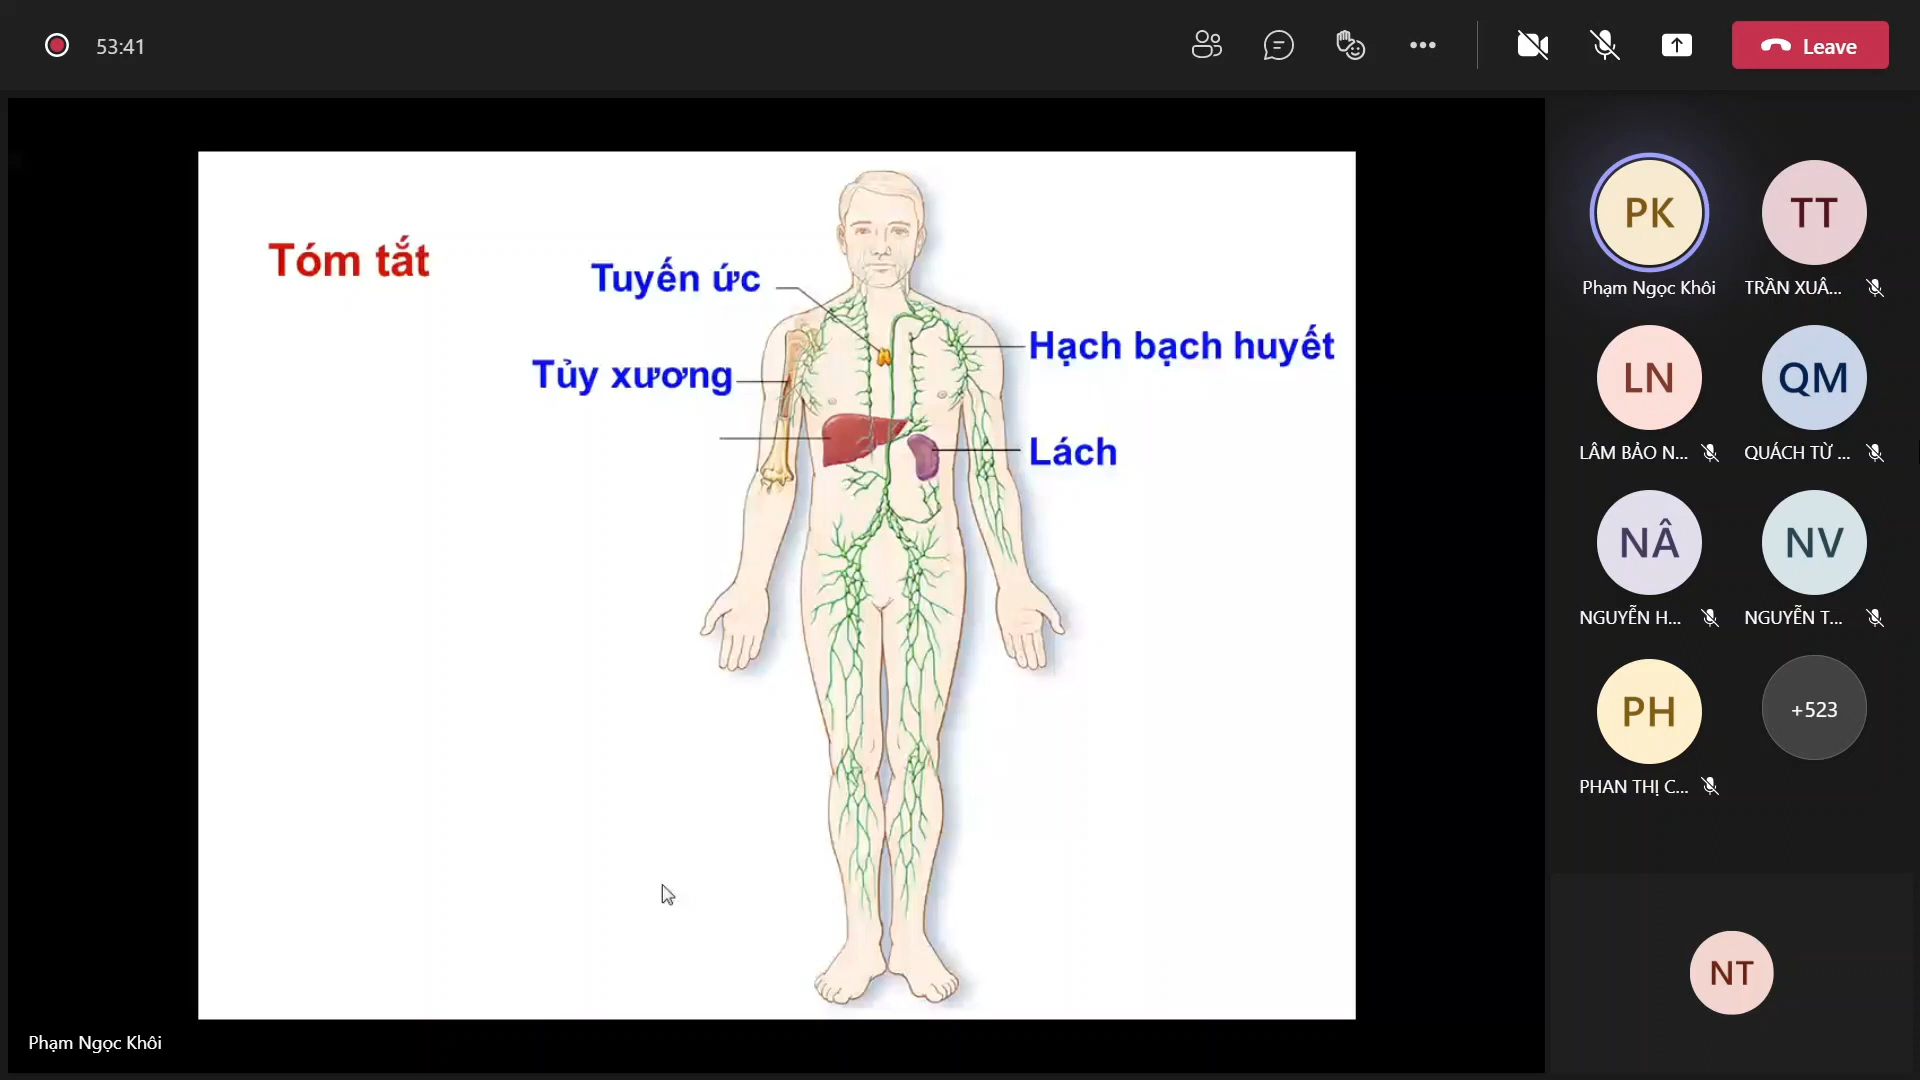 53:41
Leave
Tóm tắt
Tuyến ức
Hạch bạch huyết
Tủy xương
Lách
PK
TT
Phạm Ngọc Khôi
TRẦN XUÂ...
LN
QM
LÂM BẢO N...
QUÁCH TỪ ...
NÂ
NV
NGUYỄN H...
NGUYỄN T...
PH
+523
PHAN THỊ C...
NT
Phạm Ngọc Khôi